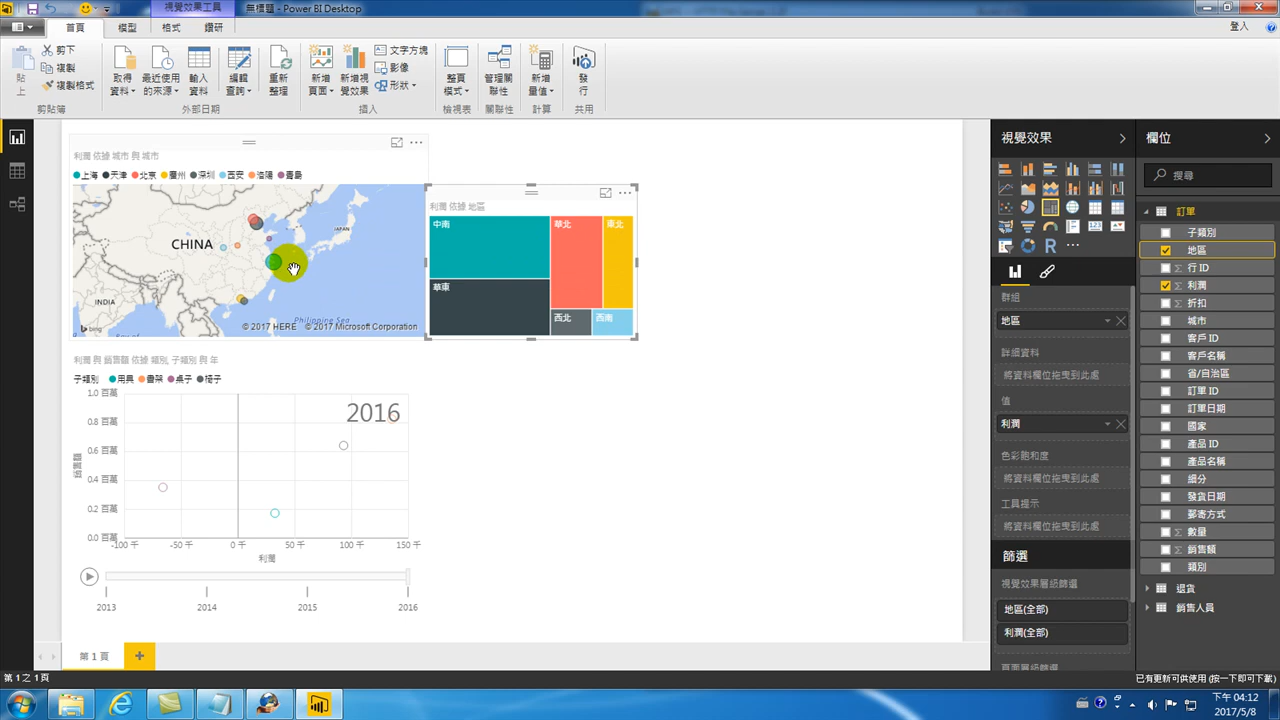 視覺效果工具
無標題 - Power BI Desktop
首頁
模型
格式
鑽研
登入
貼上
剪下
複製
複製格式
剪貼簿
取得資料
最近使用的來源
輸入資料
編輯查詢
外部日期
重新整理
新增頁面
新增視覺效果
文字方塊
影像
形狀
插入
整頁模式
檢視表
管理關聯性
關聯性
新增量值
計算
發行
共用
利潤 依據 城市 與 城市
上海 天津 北京 深圳 西安 洛陽 青島
CHINA
JAPAN
INDIA
Philippine Sea
bing
© 2017 HERE © 2017 Microsoft Corporation
利潤 依據 地區
中南
華北
東北
華東
西北
西南
利潤 與 銷售額 依據 類別, 子類別 與 年
子類別 用具 書架 桌子 椅子
2016
銷售額
1.0 百萬
0.8 百萬
0.6 百萬
0.4 百萬
0.2 百萬
0.0 百萬
-100 千 -50 千 0 千 50 千 100 千 150 千
利潤
2013 2014 2015 2016
第 1 頁
第 1 之 1 頁
視覺效果
群組
地區
詳細資料
將資料欄位拖曳到此處
值
利潤
色彩飽和度
將資料欄位拖曳到此處
工具提示
將資料欄位拖曳到此處
篩選
視覺效果層級篩選
地區(全部)
利潤(全部)
頁面層級篩選
欄位
搜尋
訂單
子類別
地區
行 ID
利潤
折扣
城市
客戶 ID
客戶名稱
省/自治區
訂單 ID
訂單日期
國家
產品 ID
產品名稱
細分
發貨日期
郵寄方式
數量
銷售額
類別
退貨
銷售人員
已有更新可供使用 (按一下即可下載)
下午 04:12
2017/5/8